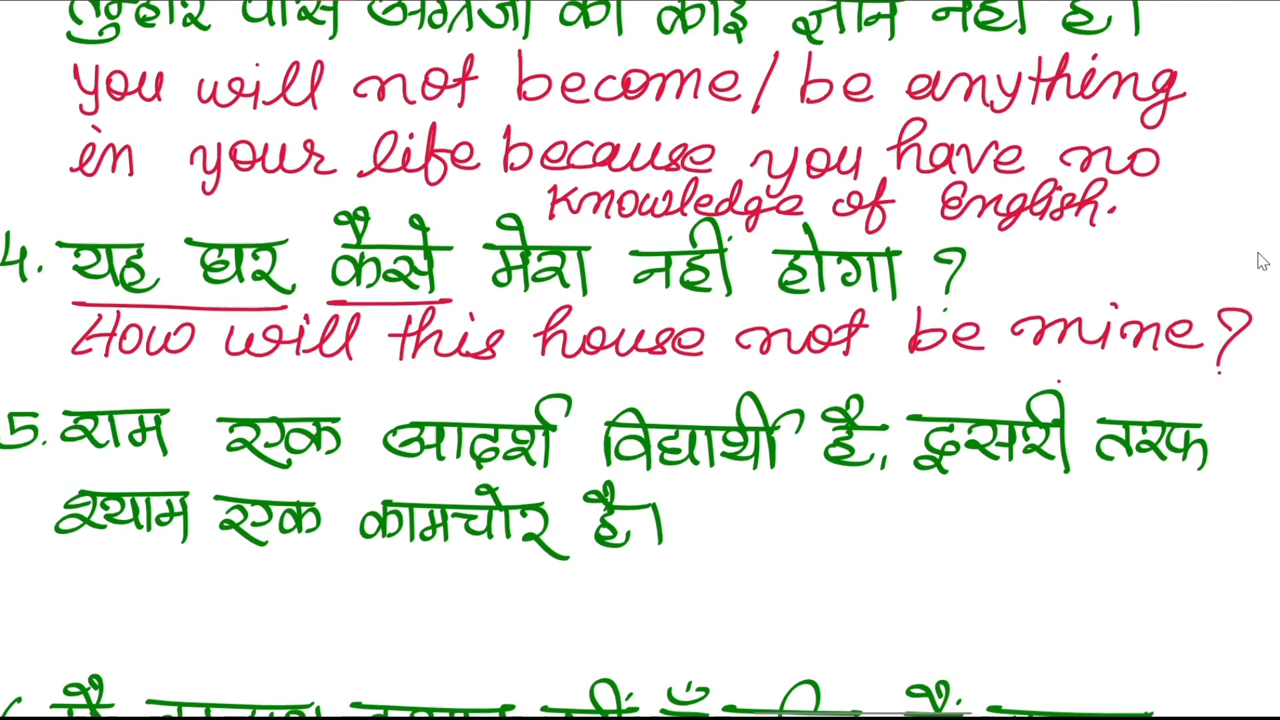 तुम्हारे पास अंग्रेजी का कोई ज्ञान नहीं है।
you will not become/be anything
in your life because you have no
knowledge of English.
4. यह घर कैसे मेरा नहीं होगा ?
How will this house not be mine?
5. राम एक आदर्श विद्यार्थी है, दूसरी तरफ
श्याम एक कामचोर है।